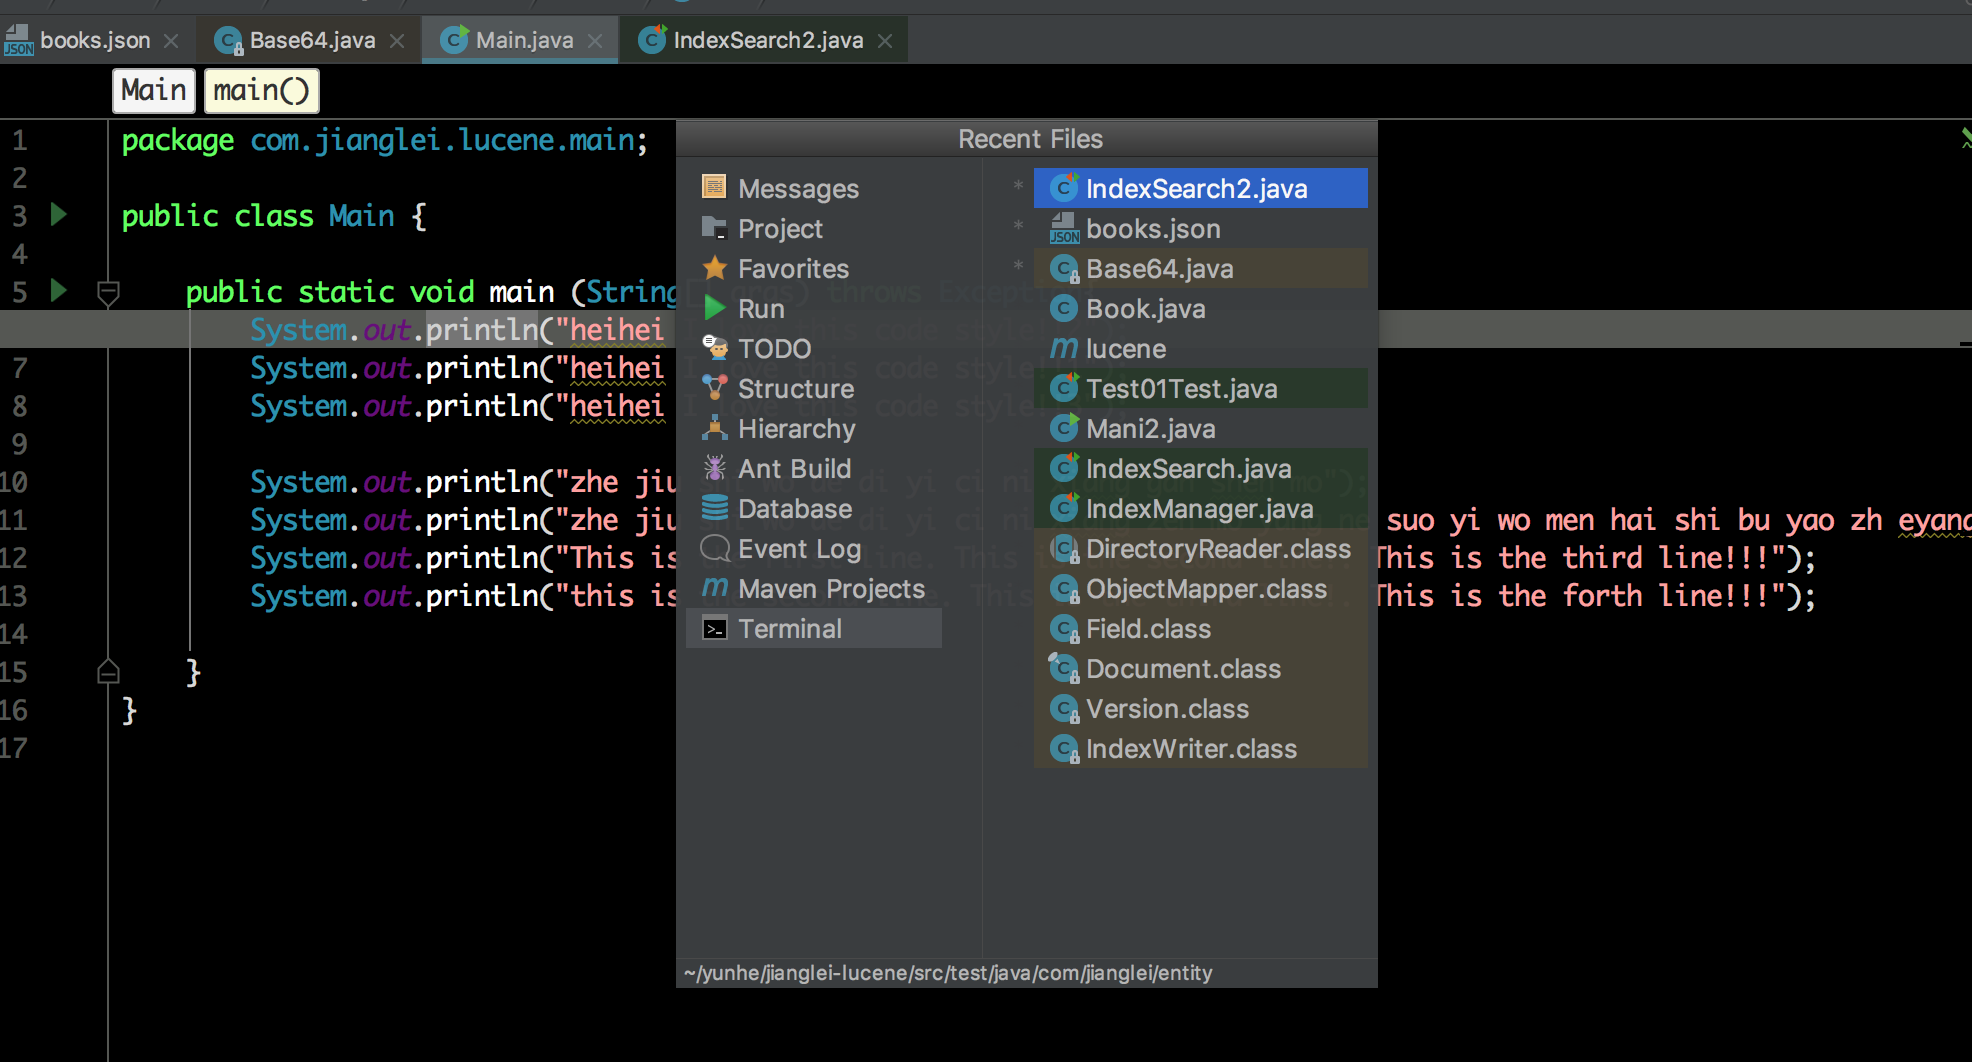 books.json
Base64.java
Main.java
IndexSearch2.java
Main
main()
1 package com.jianglei.lucene.main;
2
3 public class Main {
4
5 public static void main (String
System.out.println("heihei
7 System.out.println("heihei
8 System.out.println("heihei
9
10 System.out.println("zhe jiu
11 System.out.println("zhe jiu
suo yi wo men hai shi bu yao zh eyang
12 System.out.println("This is
This is the third line!!!");
13 System.out.println("this is
This is the forth line!!!");
14
15 }
16 }
17
Recent Files
Messages
Project
Favorites
Run
TODO
Structure
Hierarchy
Ant Build
Database
Event Log
Maven Projects
Terminal
* IndexSearch2.java
* books.json
* Base64.java
Book.java
lucene
Test01Test.java
Mani2.java
IndexSearch.java
IndexManager.java
DirectoryReader.class
ObjectMapper.class
Field.class
Document.class
Version.class
IndexWriter.class
~/yunhe/jianglei-lucene/src/test/java/com/jianglei/entity